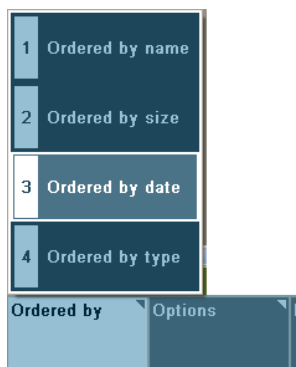 1 Ordered by name
2 Ordered by size
3 Ordered by date
4 Ordered by type
Ordered by Options